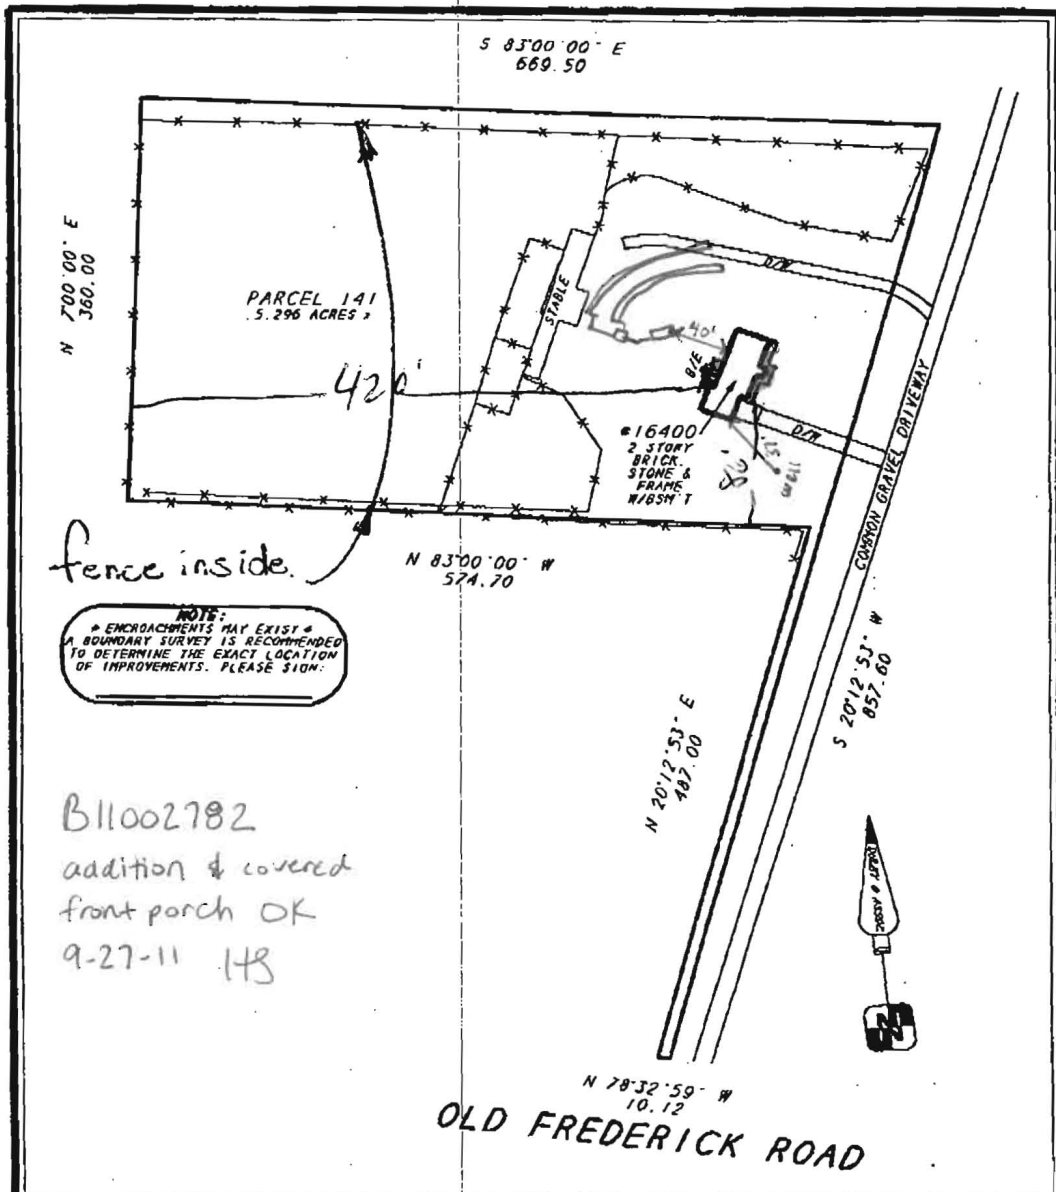 S 83°00'00" E
669.50
N 7°00'00" E
360.00
PARCEL 141
5.296 ACRES ±
STABLE
D/W
40'
B/E
420'
#16400
2 STORY
BRICK,
STONE &
FRAME
W/BSM'T
D/W
well
COMMON GRAVEL DRIVEWAY
fence inside.
N 83°00'00" W
574.70
NOTE:
* ENCROACHMENTS MAY EXIST *
A BOUNDARY SURVEY IS RECOMMENDED
TO DETERMINE THE EXACT LOCATION
OF IMPROVEMENTS. PLEASE SIGN:
S 20°12'53" W
857.60
N 20°12'53" E
487.00
B11002782
addition & covered
front porch OK
9-27-11 HS
N 78°32'59" W
10.12
OLD FREDERICK ROAD